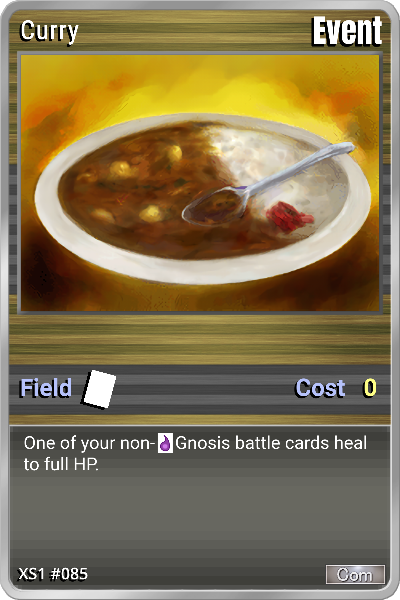 Curry
Event
Field
Cost 0
One of your non-Gnosis battle cards heal
to full HP.
XS1 #085
Com